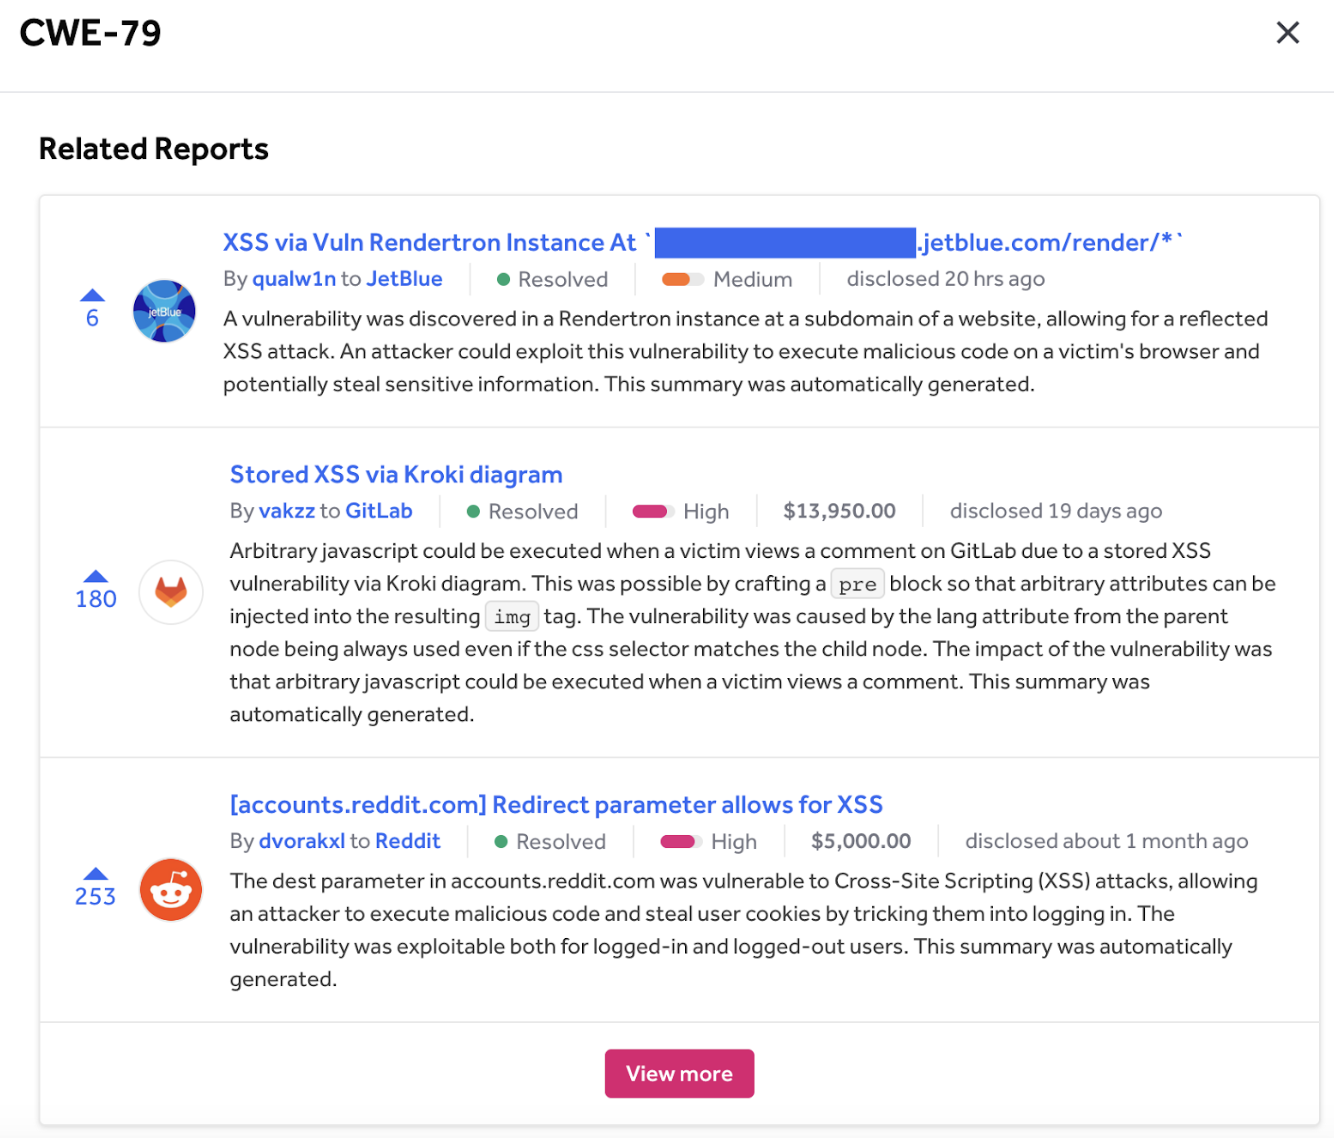 CWE-79
Related Reports
XSS via Vuln Rendertron Instance At `.jetblue.com/render/*`
By qualw1n to JetBlue Resolved Medium disclosed 20 hrs ago
6
jetBlue
A vulnerability was discovered in a Rendertron instance at a subdomain of a website, allowing for a reflected
XSS attack. An attacker could exploit this vulnerability to execute malicious code on a victim's browser and
potentially steal sensitive information. This summary was automatically generated.
Stored XSS via Kroki diagram
By vakzz to GitLab Resolved High $13,950.00 disclosed 19 days ago
180
Arbitrary javascript could be executed when a victim views a comment on GitLab due to a stored XSS
vulnerability via Kroki diagram. This was possible by crafting a pre block so that arbitrary attributes can be
injected into the resulting img tag. The vulnerability was caused by the lang attribute from the parent
node being always used even if the css selector matches the child node. The impact of the vulnerability was
that arbitrary javascript could be executed when a victim views a comment. This summary was
automatically generated.
[accounts.reddit.com] Redirect parameter allows for XSS
By dvorakxl to Reddit Resolved High $5,000.00 disclosed about 1 month ago
253
The dest parameter in accounts.reddit.com was vulnerable to Cross-Site Scripting (XSS) attacks, allowing
an attacker to execute malicious code and steal user cookies by tricking them into logging in. The
vulnerability was exploitable both for logged-in and logged-out users. This summary was automatically
generated.
View more